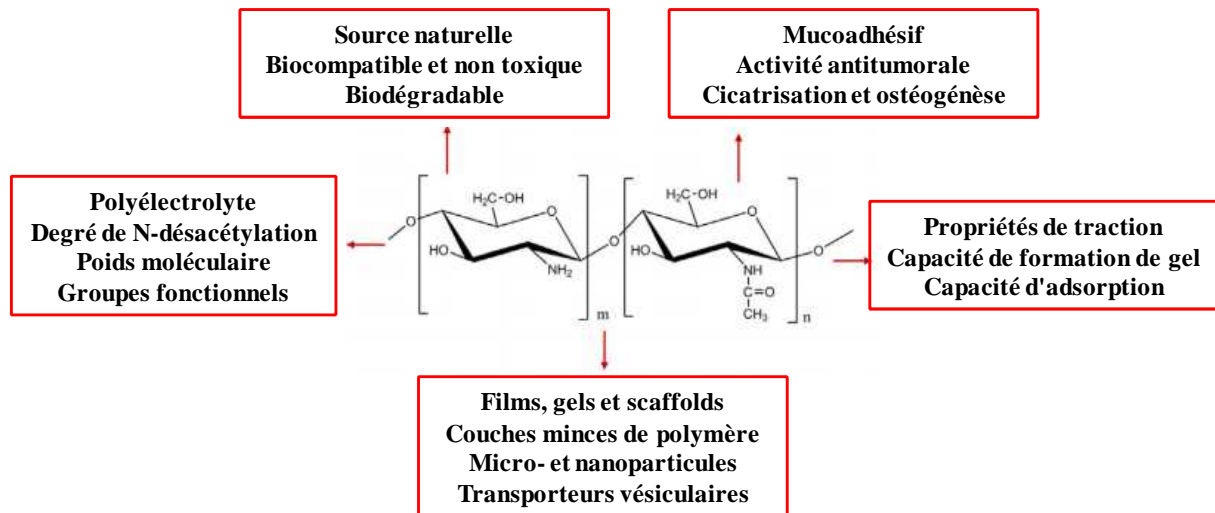 Source naturelle
Biocompatible et non toxique
Biodégradable
Mucoadhésif
Activité antitumorale
Cicatrisation et ostéogénèse
Polyélectrolyte
Degré de N-désacétylation
Poids moléculaire
Groupes fonctionnels
H₂C-OH
O
O
HO
NH₂
m
O
H₂C-OH
O
HO
NH
C=O
CH₃
O
n
Propriétés de traction
Capacité de formation de gel
Capacité d'adsorption
Films, gels et scaffolds
Couches minces de polymère
Micro- et nanoparticules
Transporteurs vésiculaires